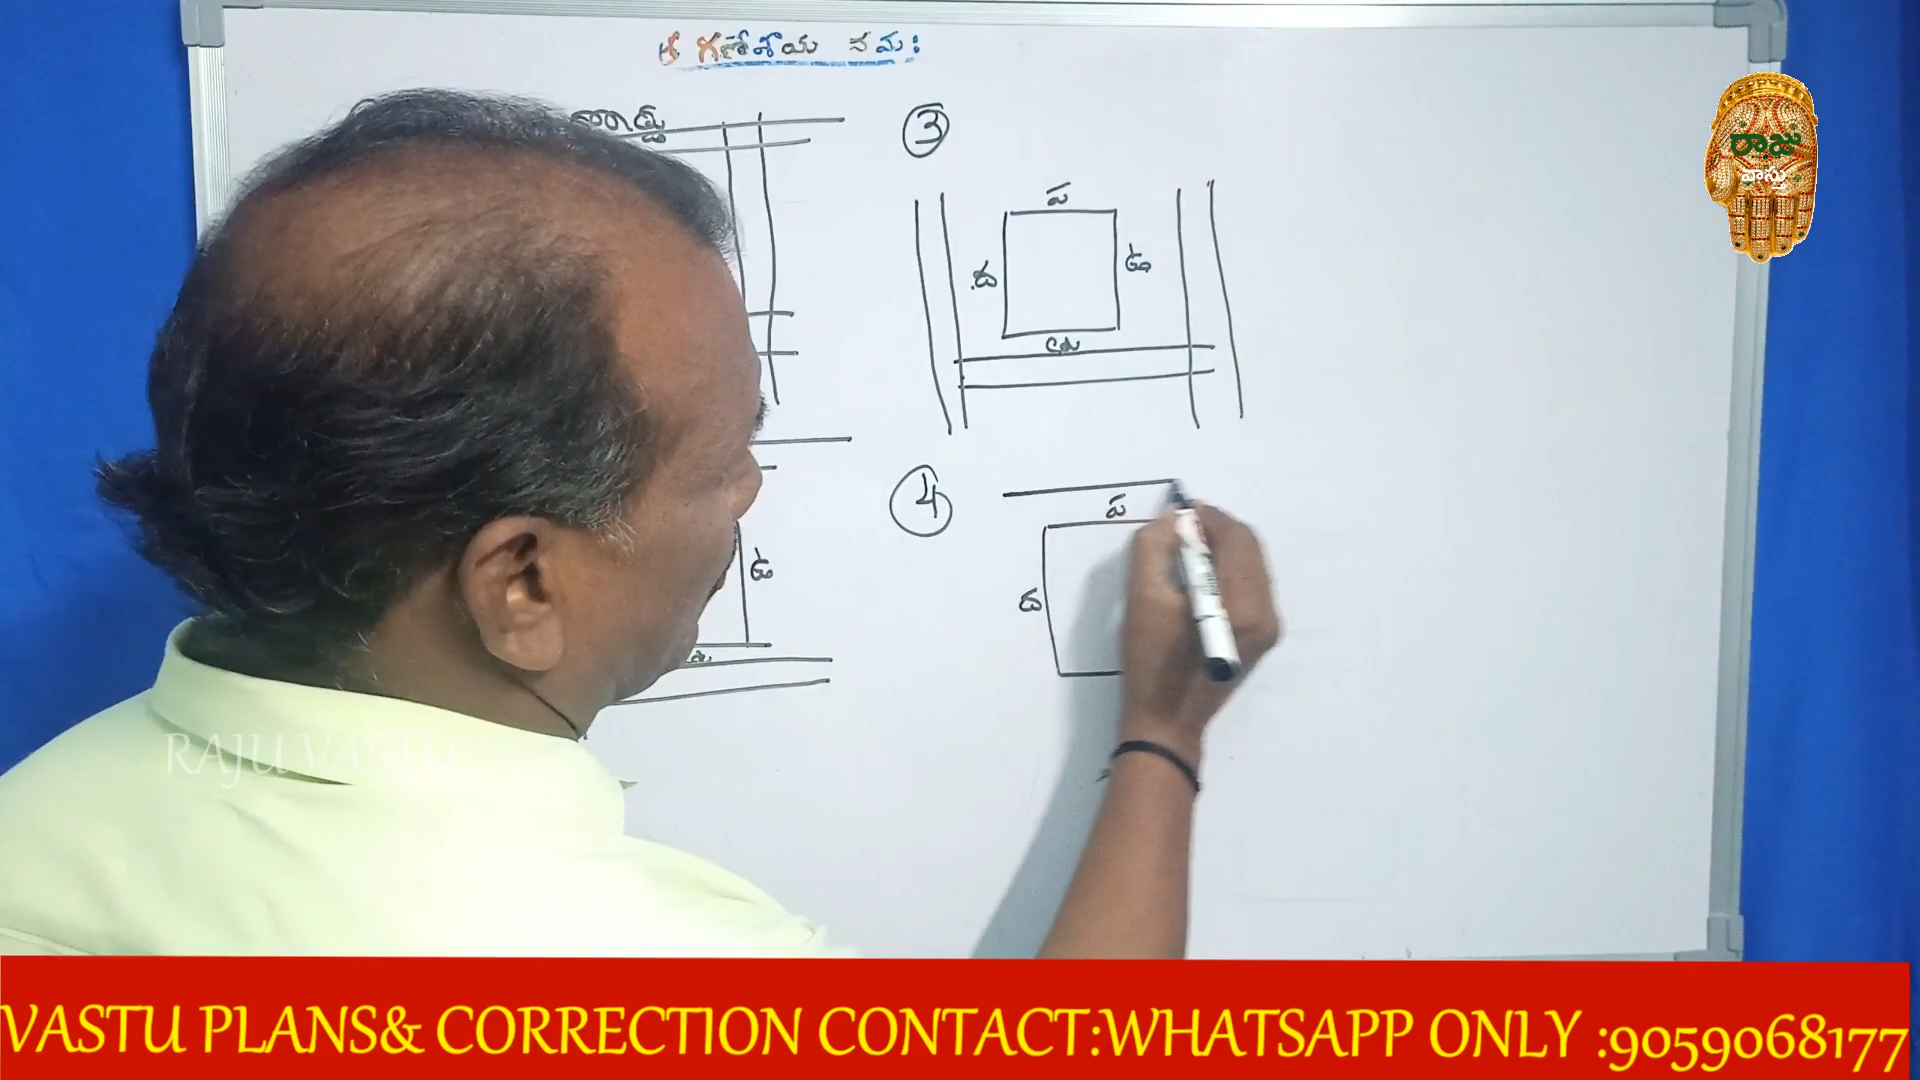 శ్రీ గణేశాయ నమః
రాజు
వాస్తు
రోడ్డు
3
ప
ద
ఉ
తూ
4
ప
ద
ఉ
తూ
RAJU VASTU
VASTU PLANS& CORRECTION CONTACT:WHATSAPP ONLY :9059068177